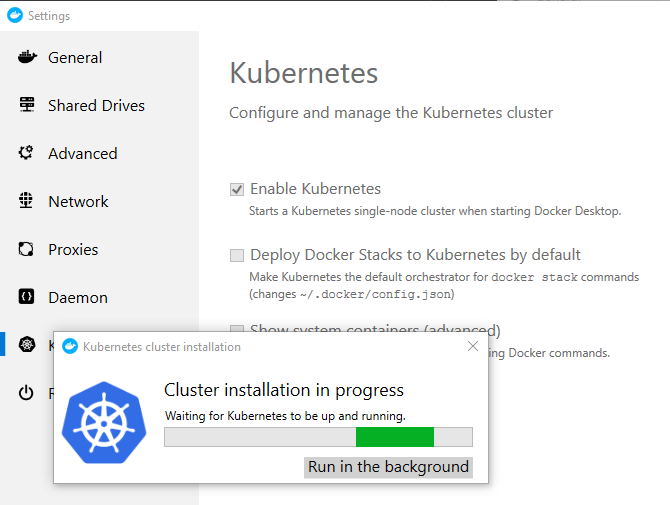 Settings
General
Shared Drives
Advanced
Network
Proxies
Daemon
Kubernetes
Configure and manage the Kubernetes cluster
Enable Kubernetes
Starts a Kubernetes single-node cluster when starting Docker Desktop.
Deploy Docker Stacks to Kubernetes by default
Make Kubernetes the default orchestrator for docker stack commands
(changes ~/.docker/config.json)
Show system containers (advanced)
ing Docker commands.
K
R
Kubernetes cluster installation
Cluster installation in progress
Waiting for Kubernetes to be up and running.
Run in the background